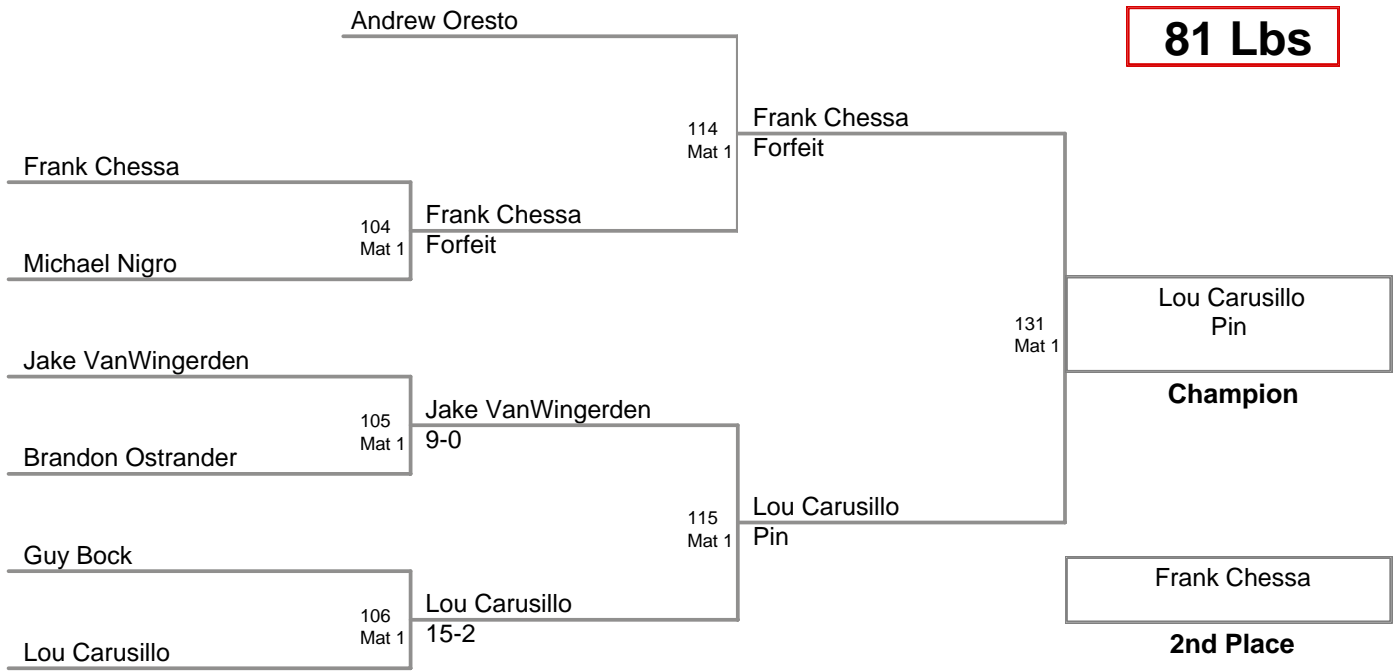 Andrew Oresto
81 Lbs
114
Mat 1
Frank Chessa
Forfeit
Frank Chessa
104
Mat 1
Frank Chessa
Forfeit
Michael Nigro
Lou Carusillo
Pin
131
Mat 1
Champion
Jake VanWingerden
105
Mat 1
Jake VanWingerden
9-0
Brandon Ostrander
115
Mat 1
Lou Carusillo
Pin
Guy Bock
106
Mat 1
Lou Carusillo
15-2
Lou Carusillo
Frank Chessa
2nd Place